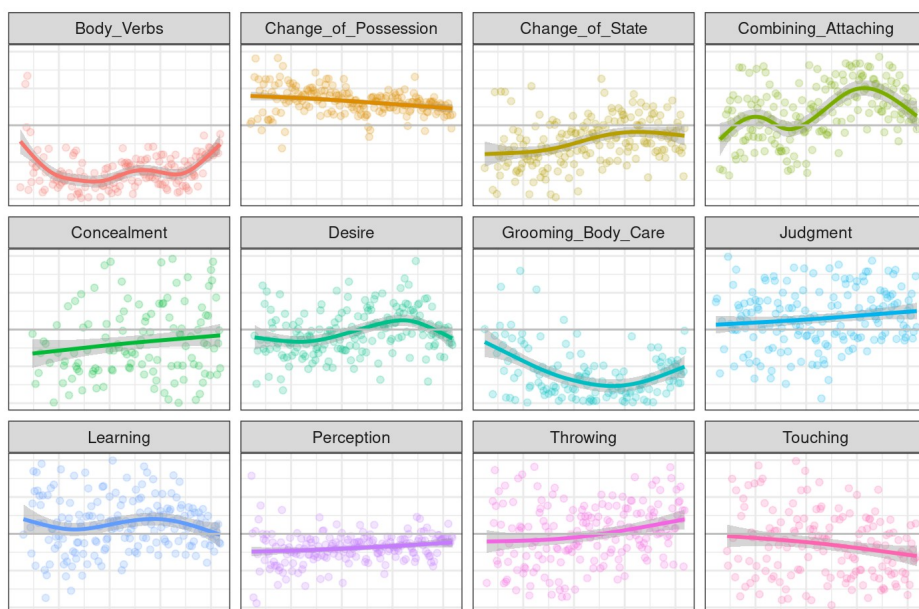 Body_Verbs
Change_of_Possession
Change_of_State
Combining_Attaching
Concealment
Desire
Grooming_Body_Care
Judgment
Learning
Perception
Throwing
Touching